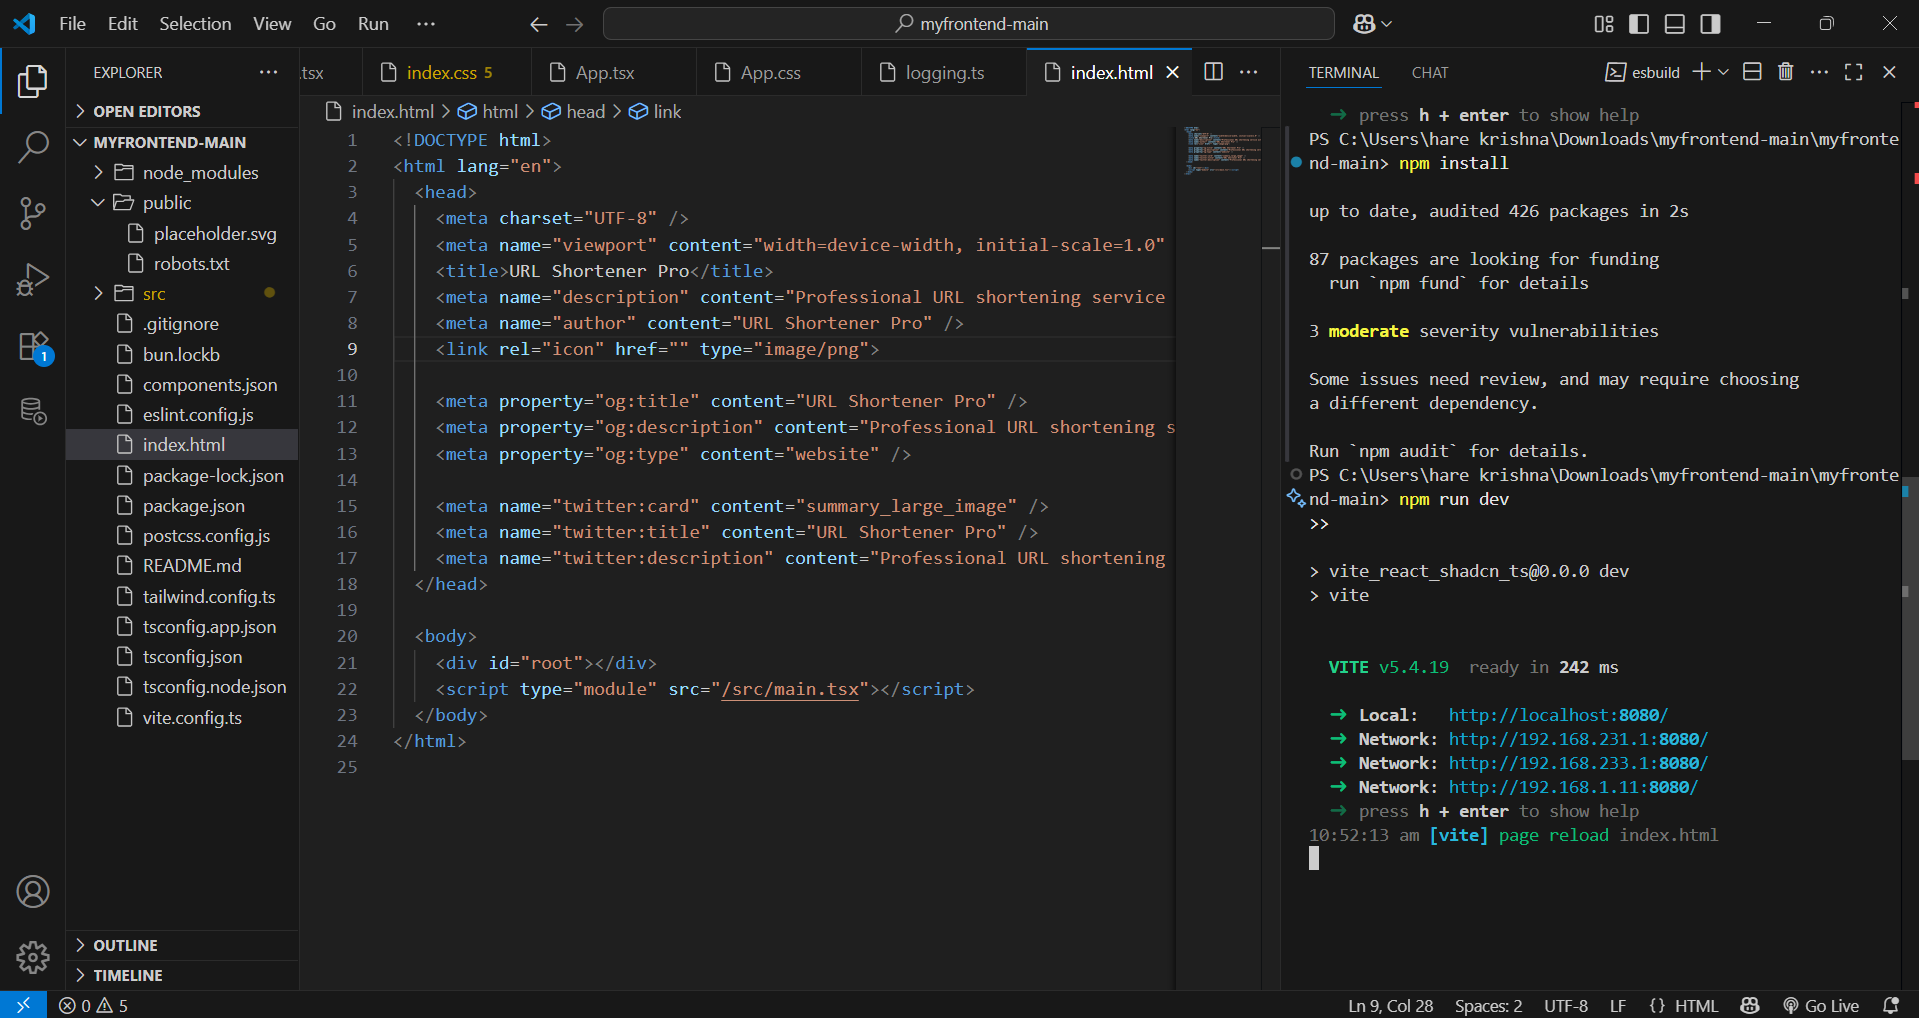 File Edit Selection View Go Run ··· myfrontend-main
EXPLORER ···
OPEN EDITORS
MYFRONTEND-MAIN
node_modules
public
placeholder.svg
robots.txt
src
.gitignore
bun.lockb
components.json
eslint.config.js
index.html
package-lock.json
package.json
postcss.config.js
README.md
tailwind.config.ts
tsconfig.app.json
tsconfig.json
tsconfig.node.json
vite.config.ts
OUTLINE
TIMELINE
1
.tsx index.css 5 App.tsx App.css logging.ts index.html ···
index.html > html > head > link
1 <!DOCTYPE html>
2 <html lang="en">
3 <head>
4 <meta charset="UTF-8" />
5 <meta name="viewport" content="width=device-width, initial-scale=1.0"
6 <title>URL Shortener Pro</title>
7 <meta name="description" content="Professional URL shortening service
8 <meta name="author" content="URL Shortener Pro" />
9 <link rel="icon" href="" type="image/png">
10
11 <meta property="og:title" content="URL Shortener Pro" />
12 <meta property="og:description" content="Professional URL shortening s
13 <meta property="og:type" content="website" />
14
15 <meta name="twitter:card" content="summary_large_image" />
16 <meta name="twitter:title" content="URL Shortener Pro" />
17 <meta name="twitter:description" content="Professional URL shortening
18 </head>
19
20 <body>
21 <div id="root"></div>
22 <script type="module" src="/src/main.tsx"></script>
23 </body>
24 </html>
25
TERMINAL CHAT esbuild ···
➜ press h + enter to show help
PS C:\Users\hare krishna\Downloads\myfrontend-main\myfronte
nd-main> npm install
up to date, audited 426 packages in 2s
87 packages are looking for funding
run `npm fund` for details
3 moderate severity vulnerabilities
Some issues need review, and may require choosing
a different dependency.
Run `npm audit` for details.
PS C:\Users\hare krishna\Downloads\myfrontend-main\myfronte
nd-main> npm run dev
>>
> vite_react_shadcn_ts@0.0.0 dev
> vite
VITE v5.4.19 ready in 242 ms
➜ Local: http://localhost:8080/
➜ Network: http://192.168.231.1:8080/
➜ Network: http://192.168.233.1:8080/
➜ Network: http://192.168.1.11:8080/
➜ press h + enter to show help
10:52:13 am [vite] page reload index.html
0 5 Ln 9, Col 28 Spaces: 2 UTF-8 LF {} HTML Go Live